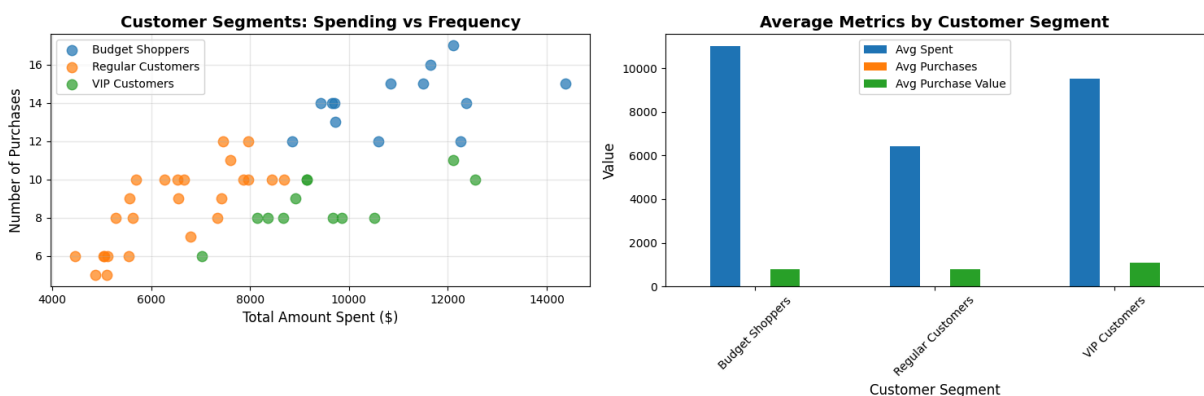 Customer Segments: Spending vs Frequency
Budget Shoppers
Regular Customers
VIP Customers
Number of Purchases
16
14
12
10
8
6
4000
6000
8000
10000
12000
14000
Total Amount Spent ($)
Average Metrics by Customer Segment
Avg Spent
Avg Purchases
Avg Purchase Value
Value
10000
8000
6000
4000
2000
0
Budget Shoppers
Regular Customers
VIP Customers
Customer Segment